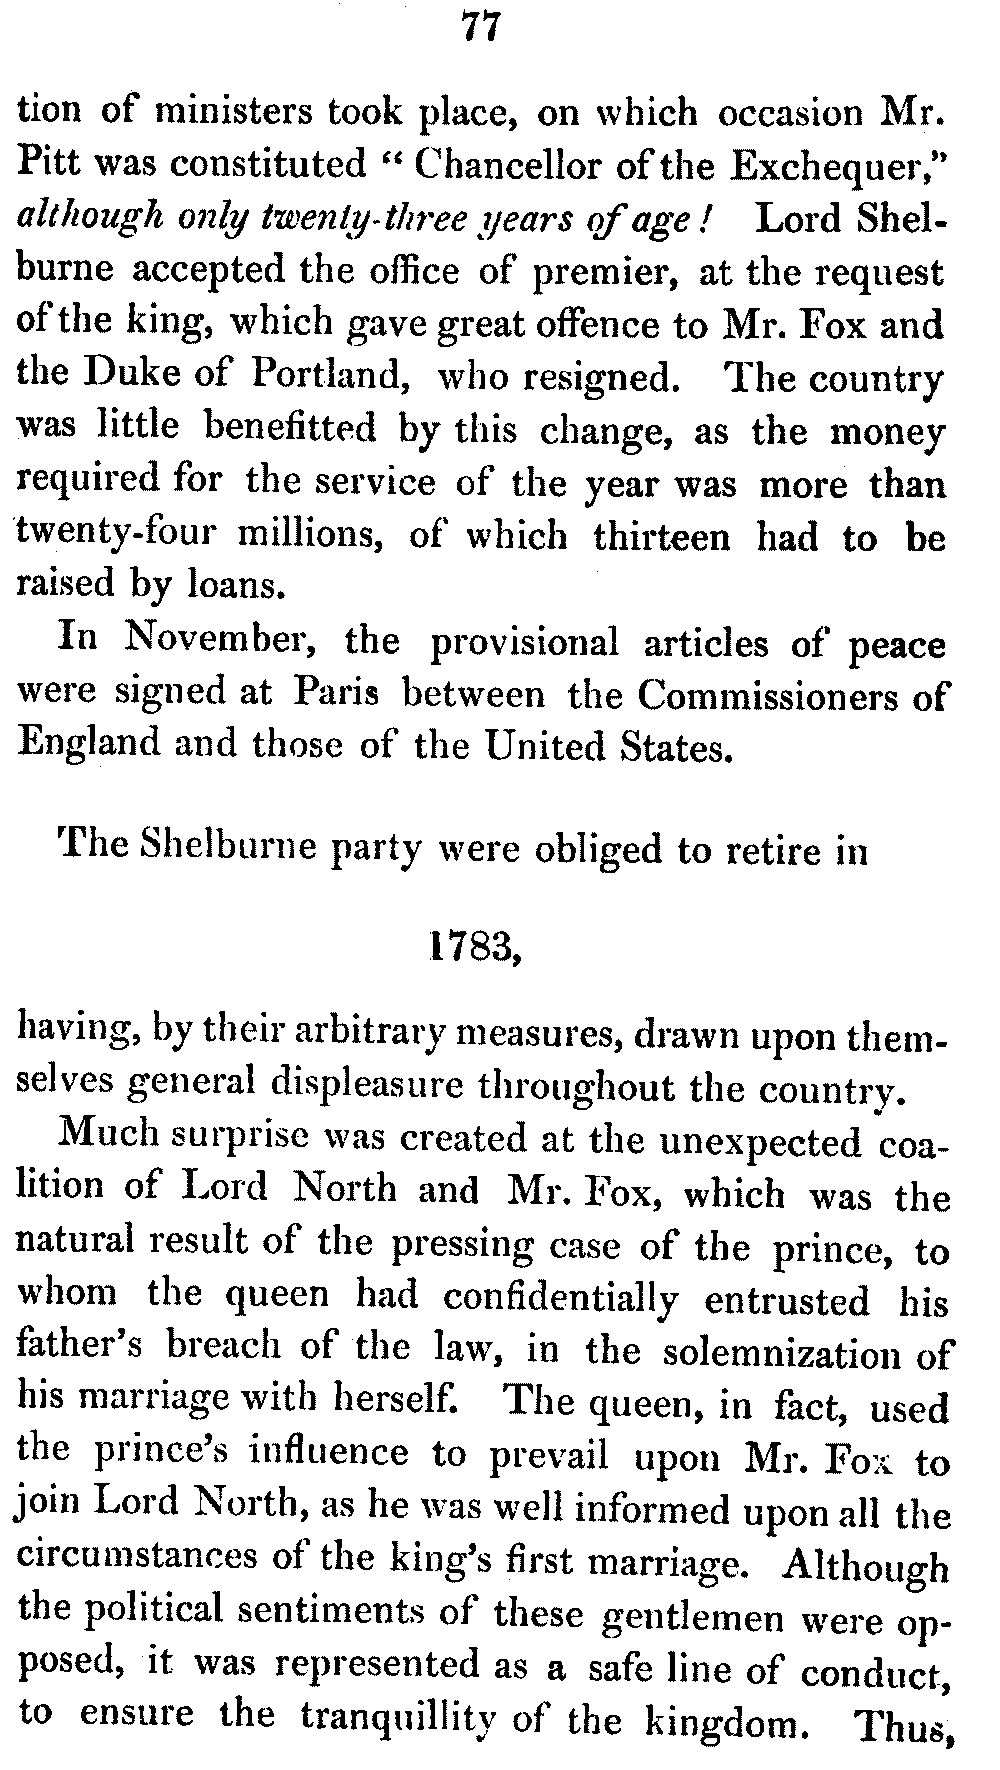 77
tion of ministers took place, on which occasion Mr.
Pitt was constituted “ Chancellor of the Exchequer,”
although only twenty-three years of age ! Lord Shel-
burne accepted the office of premier, at the request
of the king, which gave great offence to Mr. Fox and
the Duke of Portland, who resigned. The country
was little benefitted by this change, as the money
required for the service of the year was more than
twenty-four millions, of which thirteen had to be
raised by loans.
In November, the provisional articles of peace
were signed at Paris between the Commissioners of
England and those of the United States.
The Shelburne party were obliged to retire in
1783,
having, by their arbitrary measures, drawn upon them-
selves general displeasure throughout the country.
Much surprise was created at the unexpected coa-
lition of Lord North and Mr. Fox, which was the
natural result of the pressing case of the prince, to
whom the queen had confidentially entrusted his
father’s breach of the law, in the solemnization of
his marriage with herself. The queen, in fact, used
the prince’s influence to prevail upon Mr. Fox to
join Lord North, as he was well informed upon all the
circumstances of the king’s first marriage. Although
the political sentiments of these gentlemen were op-
posed, it was represented as a safe line of conduct,
to ensure the tranquillity of the kingdom. Thus,